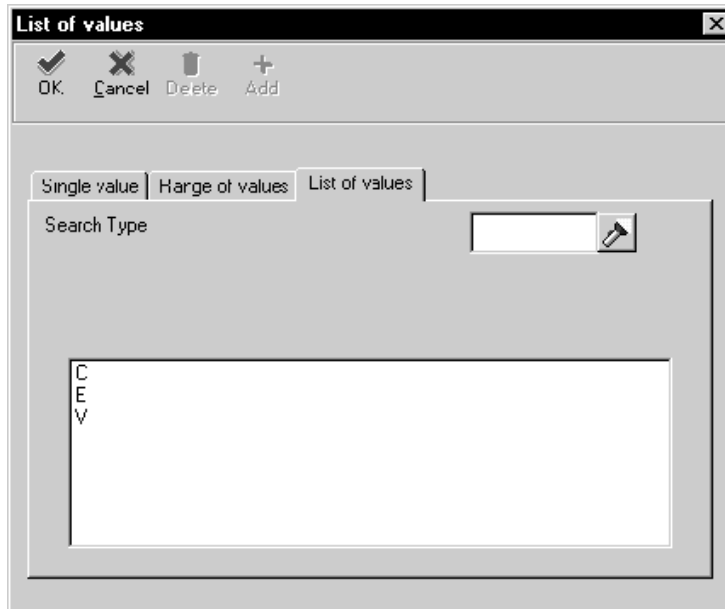 List of values
OK Cancel Delete Add
Single value Range of values List of values
Search Type
C
E
V